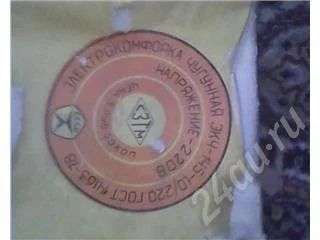 ЭЛЕКТРОКОНФОРКА ЧУГУННАЯ ЭКЧ-145-1,0/220 ГОСТ 14163-78
НАПРЯЖЕНИЕ ~220В
24au.ru